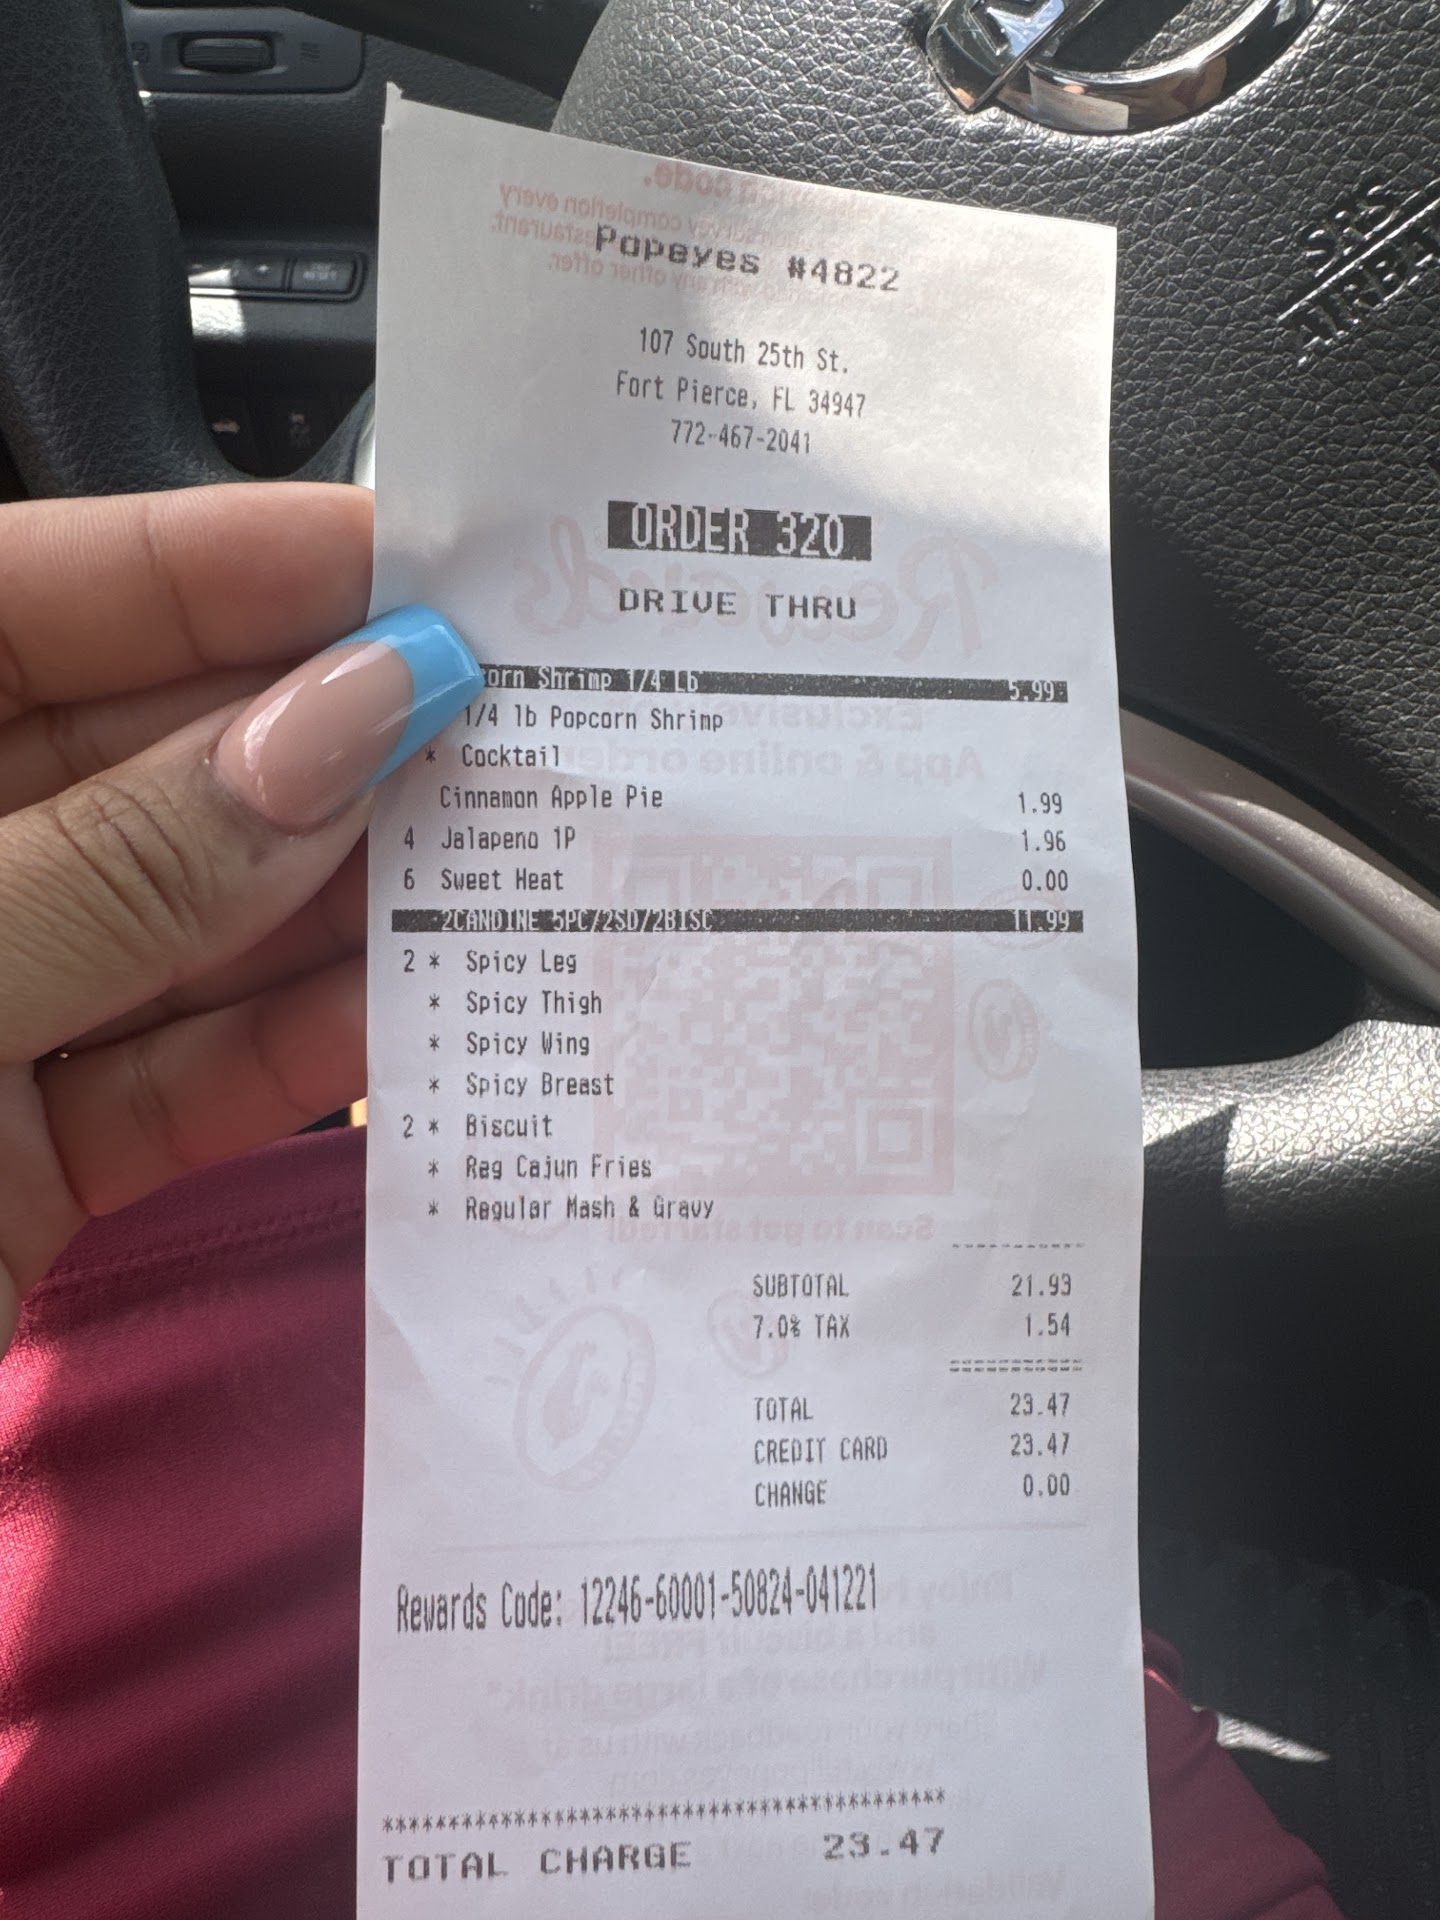 Popeyes #4822
107 South 25th St.
Fort Pierce, FL 34947
772-467-2041
ORDER 320
DRIVE THRU
corn Shrimp 1/4 Lb 5.99
1/4 lb Popcorn Shrimp
* Cocktail
Cinnamon Apple Pie 1.99
4 Jalapeno 1P 1.96
6 Sweet Heat 0.00
2CANDINE 5PC/2SD/2BISC 11.99
2 * Spicy Leg
* Spicy Thigh
* Spicy Wing
* Spicy Breast
2 * Biscuit
* Reg Cajun Fries
* Regular Mash & Gravy
SUBTOTAL 21.93
7.0% TAX 1.54
TOTAL 23.47
CREDIT CARD 23.47
CHANGE 0.00
Rewards Code: 12246-60001-50824-041221
TOTAL CHARGE 23.47
SRS
AIRBA